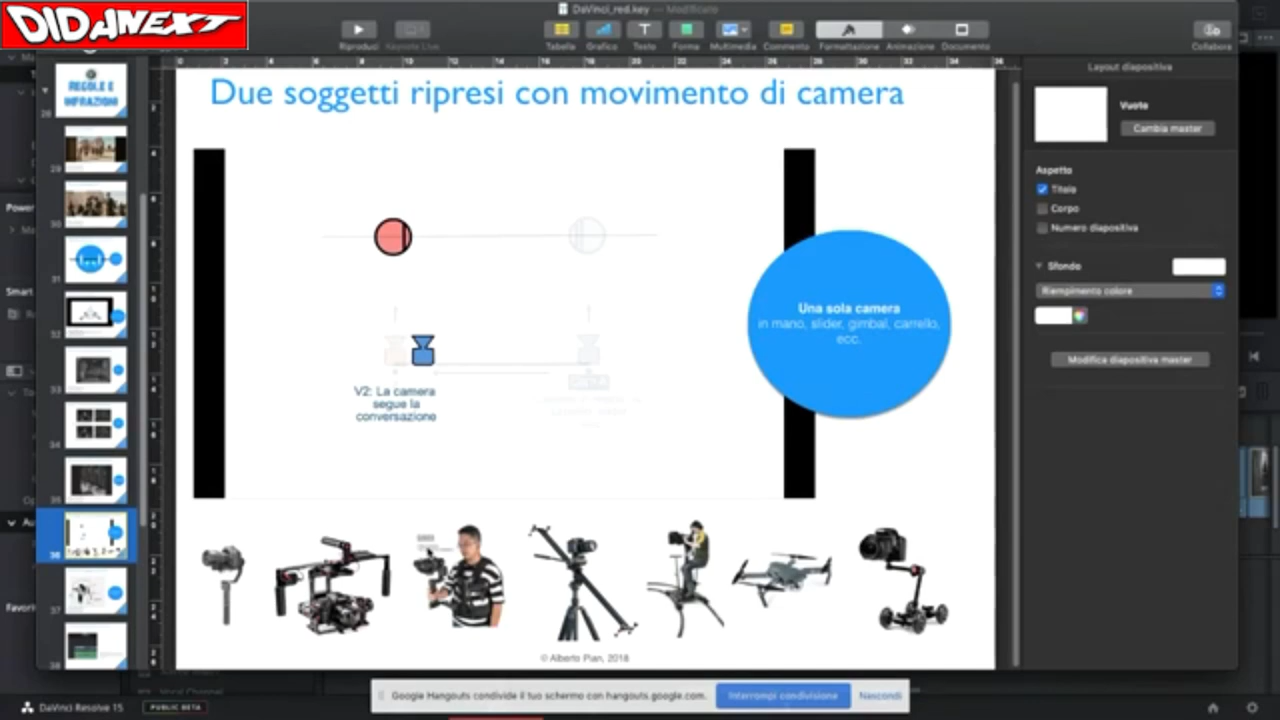 DIDANEXT
DaVinci_red.key — Modificato
Riproduci
Keynote Live
Tabella
Grafico
Testo
Forma
Multimedia
Commento
Formattazione
Animazione
Documento
Collabora
Layout diapositiva
REGOLE E
INFRAZIONI
Due soggetti ripresi con movimento di camera
Vuoto
Cambia master
Aspetto
Titolo
Corpo
Numero diapositiva
Sfondo
Riempimento colore
Modifica diapositiva master
Una sola camera
in mano, slider, gimbal, carrello,
ecc.
V2: La camera
segue la
conversazione
© Alberto Pian, 2018
Google Hangouts condivide il tuo schermo con hangouts.google.com.
Interrompi condivisione
Nascondi
DaVinci Resolve 15
PUBLIC BETA